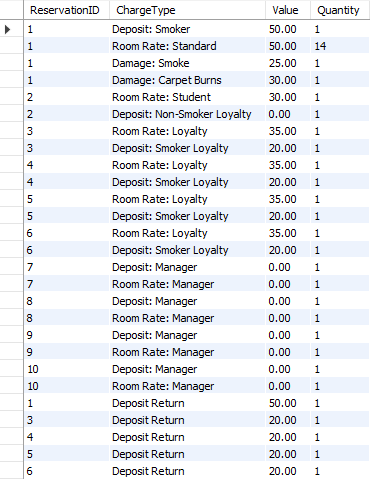 ReservationID ChargeType Value Quantity
1 Deposit: Smoker 50.00 1
1 Room Rate: Standard 50.00 14
1 Damage: Smoke 25.00 1
1 Damage: Carpet Burns 30.00 1
2 Room Rate: Student 30.00 1
2 Deposit: Non-Smoker Loyalty 0.00 1
3 Room Rate: Loyalty 35.00 1
3 Deposit: Smoker Loyalty 20.00 1
4 Room Rate: Loyalty 35.00 1
4 Deposit: Smoker Loyalty 20.00 1
5 Room Rate: Loyalty 35.00 1
5 Deposit: Smoker Loyalty 20.00 1
6 Room Rate: Loyalty 35.00 1
6 Deposit: Smoker Loyalty 20.00 1
7 Deposit: Manager 0.00 1
7 Room Rate: Manager 0.00 1
8 Deposit: Manager 0.00 1
8 Room Rate: Manager 0.00 1
9 Deposit: Manager 0.00 1
9 Room Rate: Manager 0.00 1
10 Deposit: Manager 0.00 1
10 Room Rate: Manager 0.00 1
1 Deposit Return 50.00 1
3 Deposit Return 20.00 1
4 Deposit Return 20.00 1
5 Deposit Return 20.00 1
6 Deposit Return 20.00 1